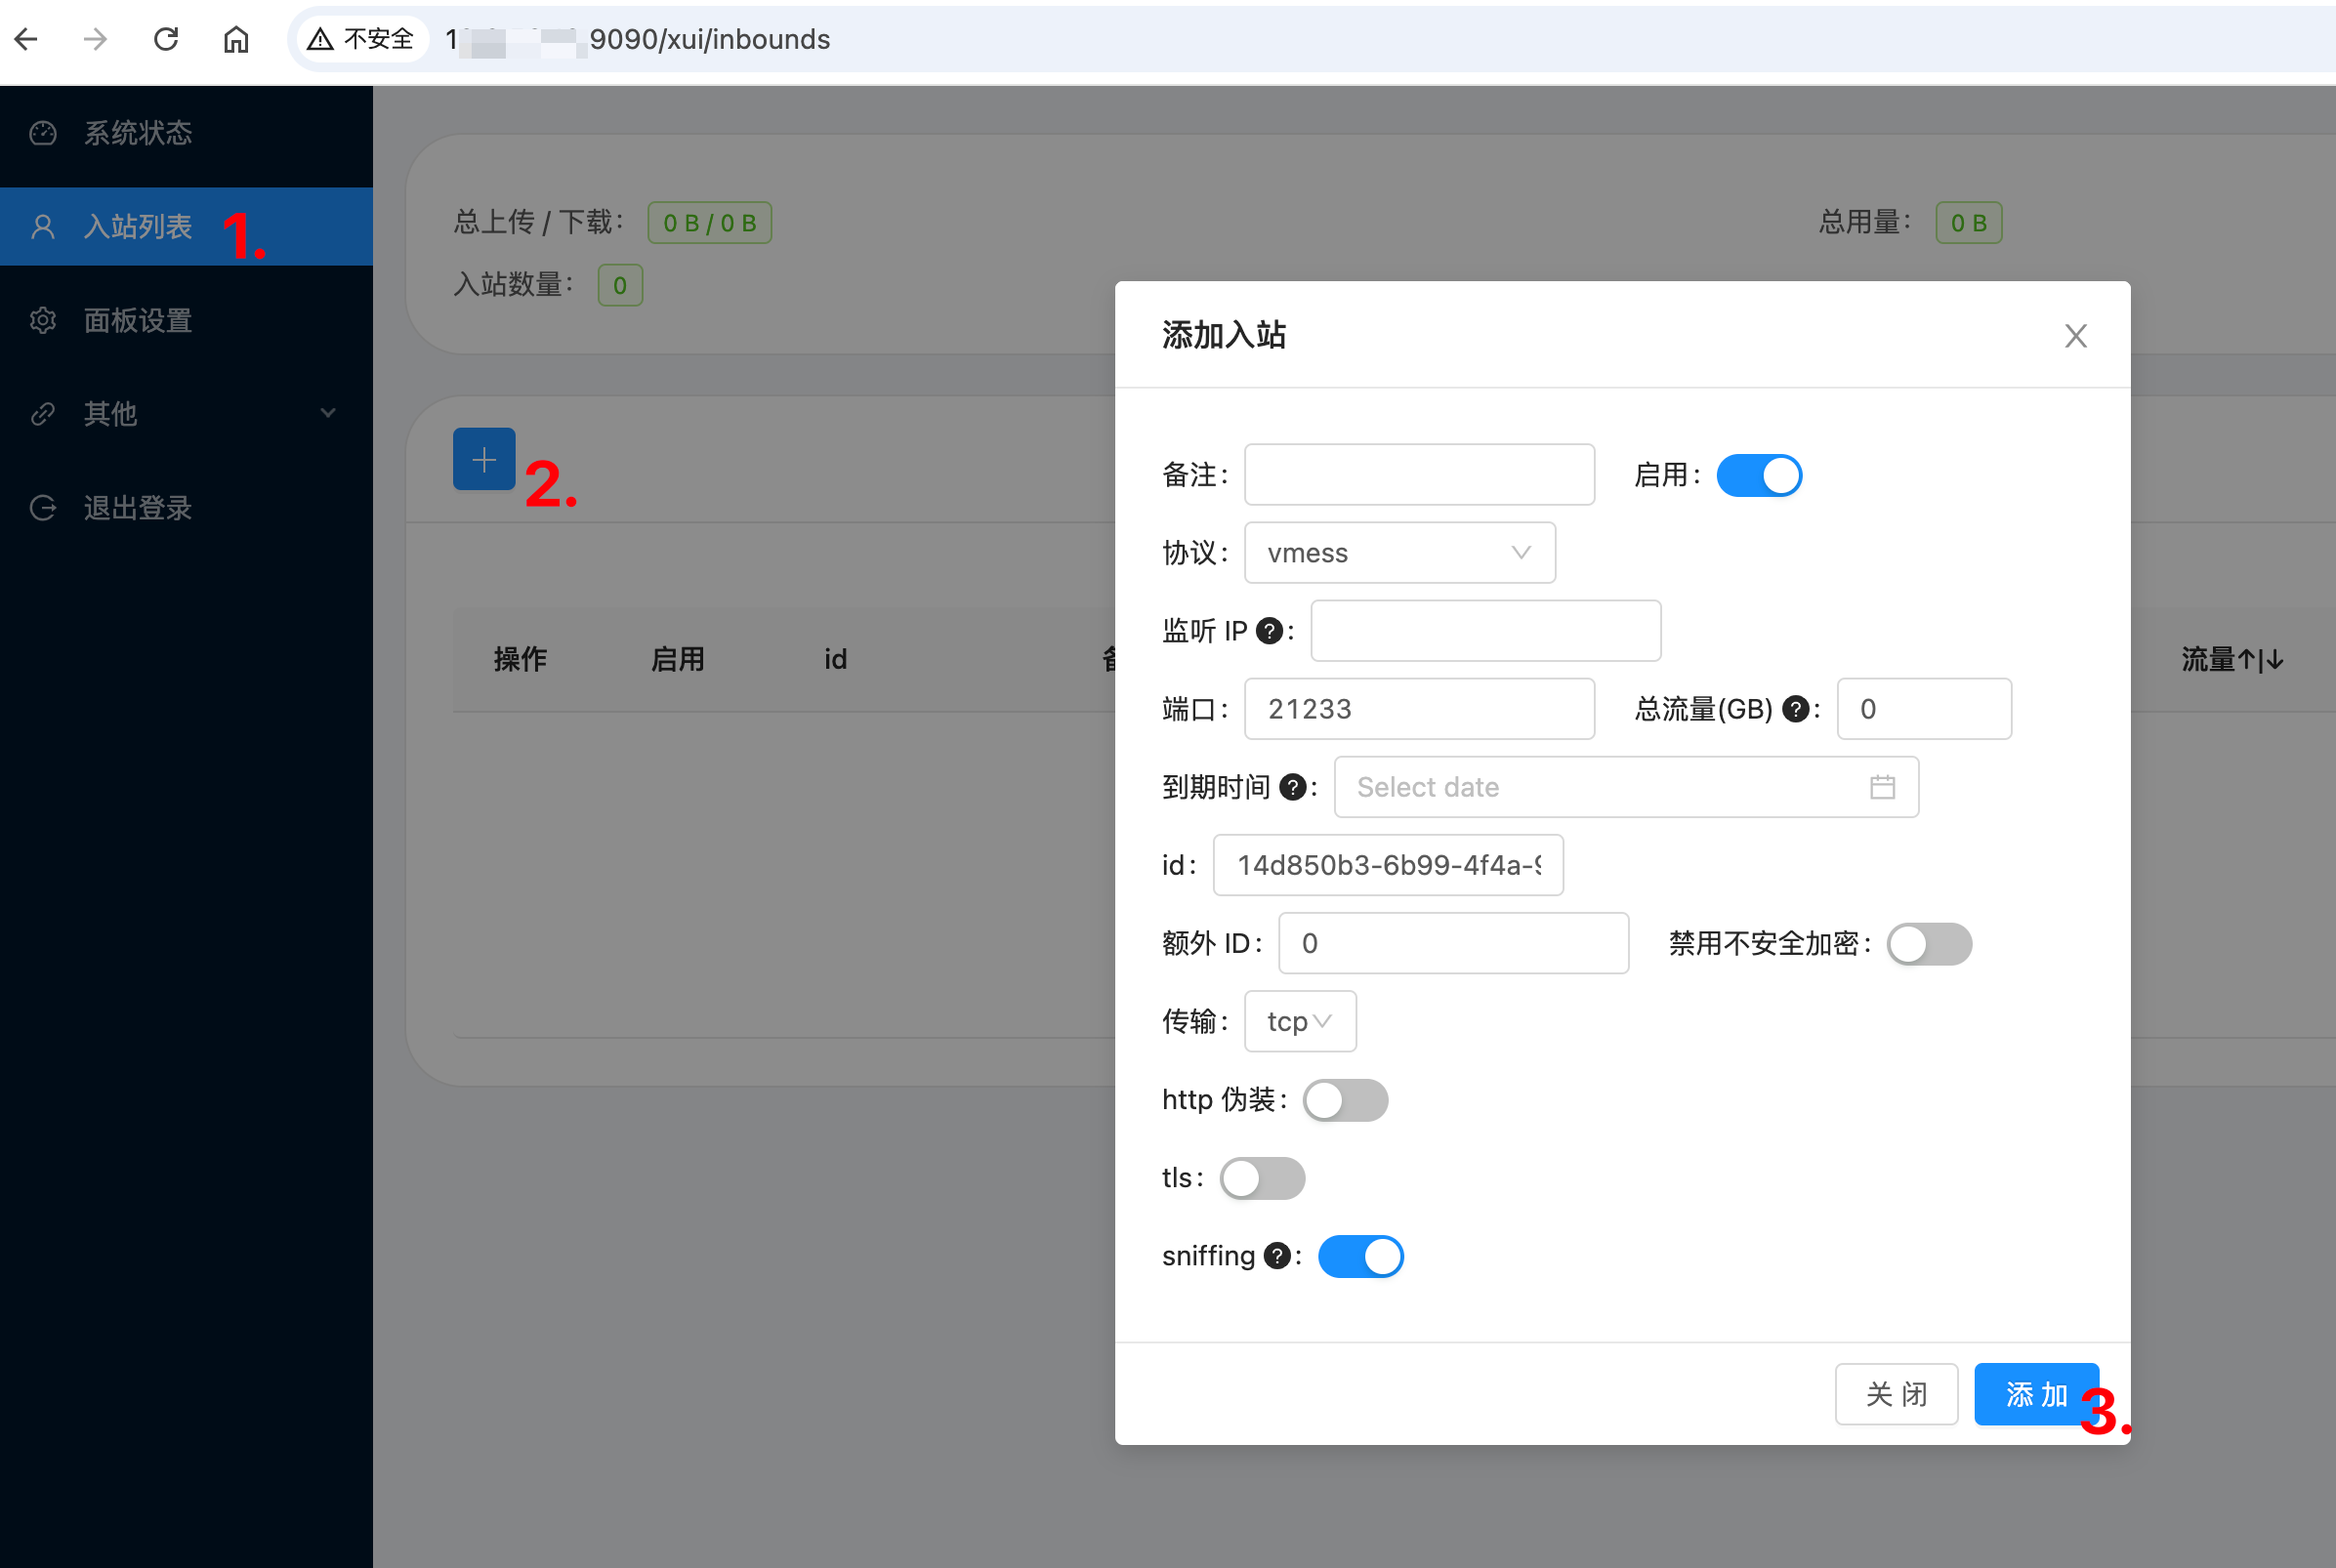 不安全 1 9090/xui/inbounds
系统状态
入站列表 1.
面板设置
其他
退出登录
总上传 / 下载： 0 B / 0 B
总用量： 0 B
入站数量： 0
2.
操作 启用 id
流量↑|↓
添加入站
备注： 启用：
协议： vmess
监听 IP ?：
端口： 21233 总流量(GB) ?： 0
到期时间 ?： Select date
id： 14d850b3-6b99-4f4a-
额外 ID： 0 禁用不安全加密：
传输： tcp
http 伪装：
tls：
sniffing ?：
关 闭 添 加 3.